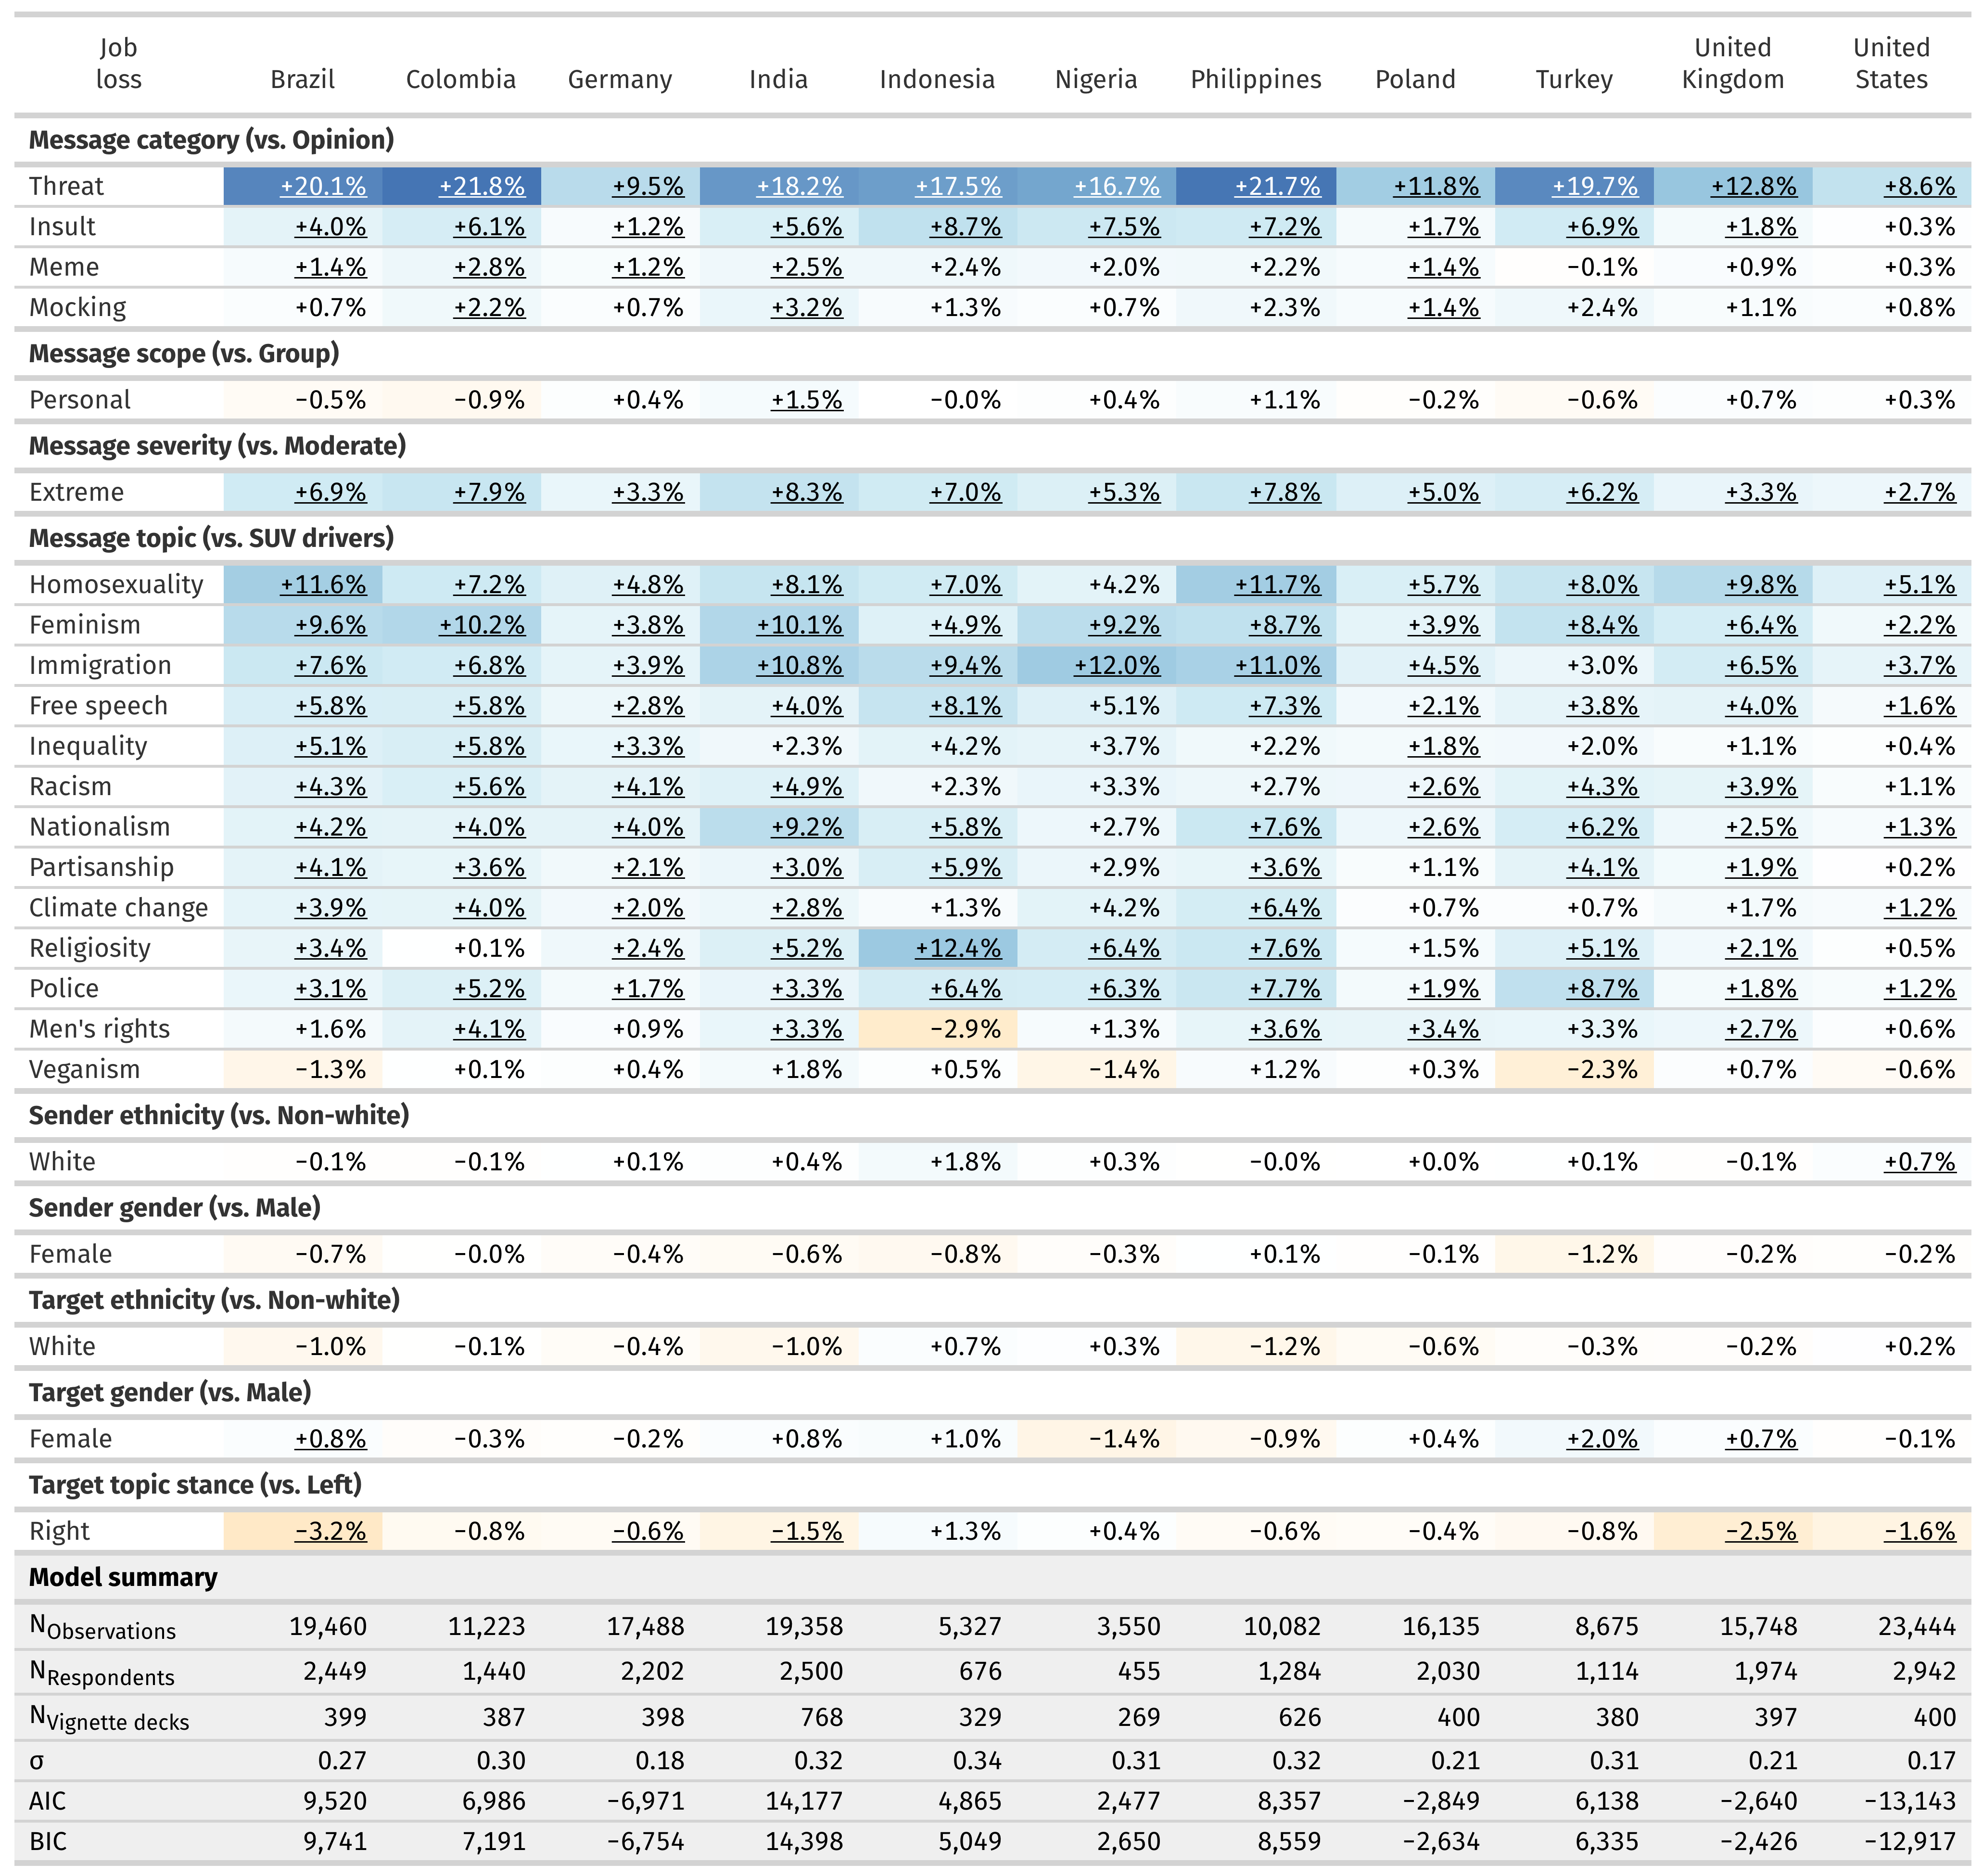 Job loss Brazil Colombia Germany India Indonesia Nigeria Philippines Poland Turkey United Kingdom United States
Message category (vs. Opinion)
Threat +20.1% +21.8% +9.5% +18.2% +17.5% +16.7% +21.7% +11.8% +19.7% +12.8% +8.6%
Insult +4.0% +6.1% +1.2% +5.6% +8.7% +7.5% +7.2% +1.7% +6.9% +1.8% +0.3%
Meme +1.4% +2.8% +1.2% +2.5% +2.4% +2.0% +2.2% +1.4% −0.1% +0.9% +0.3%
Mocking +0.7% +2.2% +0.7% +3.2% +1.3% +0.7% +2.3% +1.4% +2.4% +1.1% +0.8%
Message scope (vs. Group)
Personal −0.5% −0.9% +0.4% +1.5% −0.0% +0.4% +1.1% −0.2% −0.6% +0.7% +0.3%
Message severity (vs. Moderate)
Extreme +6.9% +7.9% +3.3% +8.3% +7.0% +5.3% +7.8% +5.0% +6.2% +3.3% +2.7%
Message topic (vs. SUV drivers)
Homosexuality +11.6% +7.2% +4.8% +8.1% +7.0% +4.2% +11.7% +5.7% +8.0% +9.8% +5.1%
Feminism +9.6% +10.2% +3.8% +10.1% +4.9% +9.2% +8.7% +3.9% +8.4% +6.4% +2.2%
Immigration +7.6% +6.8% +3.9% +10.8% +9.4% +12.0% +11.0% +4.5% +3.0% +6.5% +3.7%
Free speech +5.8% +5.8% +2.8% +4.0% +8.1% +5.1% +7.3% +2.1% +3.8% +4.0% +1.6%
Inequality +5.1% +5.8% +3.3% +2.3% +4.2% +3.7% +2.2% +1.8% +2.0% +1.1% +0.4%
Racism +4.3% +5.6% +4.1% +4.9% +2.3% +3.3% +2.7% +2.6% +4.3% +3.9% +1.1%
Nationalism +4.2% +4.0% +4.0% +9.2% +5.8% +2.7% +7.6% +2.6% +6.2% +2.5% +1.3%
Partisanship +4.1% +3.6% +2.1% +3.0% +5.9% +2.9% +3.6% +1.1% +4.1% +1.9% +0.2%
Climate change +3.9% +4.0% +2.0% +2.8% +1.3% +4.2% +6.4% +0.7% +0.7% +1.7% +1.2%
Religiosity +3.4% +0.1% +2.4% +5.2% +12.4% +6.4% +7.6% +1.5% +5.1% +2.1% +0.5%
Police +3.1% +5.2% +1.7% +3.3% +6.4% +6.3% +7.7% +1.9% +8.7% +1.8% +1.2%
Men's rights +1.6% +4.1% +0.9% +3.3% −2.9% +1.3% +3.6% +3.4% +3.3% +2.7% +0.6%
Veganism −1.3% +0.1% +0.4% +1.8% +0.5% −1.4% +1.2% +0.3% −2.3% +0.7% −0.6%
Sender ethnicity (vs. Non-white)
White −0.1% −0.1% +0.1% +0.4% +1.8% +0.3% −0.0% +0.0% +0.1% −0.1% +0.7%
Sender gender (vs. Male)
Female −0.7% −0.0% −0.4% −0.6% −0.8% −0.3% +0.1% −0.1% −1.2% −0.2% −0.2%
Target ethnicity (vs. Non-white)
White −1.0% −0.1% −0.4% −1.0% +0.7% +0.3% −1.2% −0.6% −0.3% −0.2% +0.2%
Target gender (vs. Male)
Female +0.8% −0.3% −0.2% +0.8% +1.0% −1.4% −0.9% +0.4% +2.0% +0.7% −0.1%
Target topic stance (vs. Left)
Right −3.2% −0.8% −0.6% −1.5% +1.3% +0.4% −0.6% −0.4% −0.8% −2.5% −1.6%
Model summary
NObservations 19,460 11,223 17,488 19,358 5,327 3,550 10,082 16,135 8,675 15,748 23,444
NRespondents 2,449 1,440 2,202 2,500 676 455 1,284 2,030 1,114 1,974 2,942
NVignette decks 399 387 398 768 329 269 626 400 380 397 400
σ 0.27 0.30 0.18 0.32 0.34 0.31 0.32 0.21 0.31 0.21 0.17
AIC 9,520 6,986 −6,971 14,177 4,865 2,477 8,357 −2,849 6,138 −2,640 −13,143
BIC 9,741 7,191 −6,754 14,398 5,049 2,650 8,559 −2,634 6,335 −2,426 −12,917